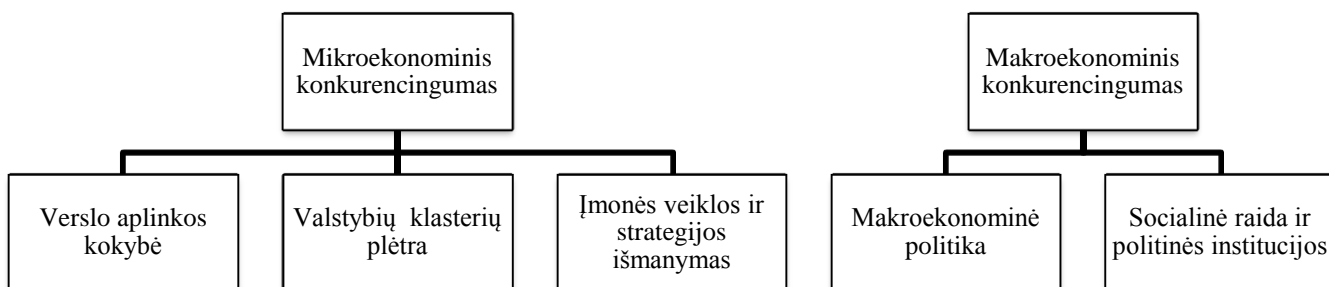 Mikroekonominis
konkurencingumas
Makroekonominis
konkurencingumas
Verslo aplinkos
kokybė
Valstybių klasterių
plėtra
Įmonės veiklos ir
strategijos
išmanymas
Makroekonominė
politika
Socialinė raida ir
politinės institucijos